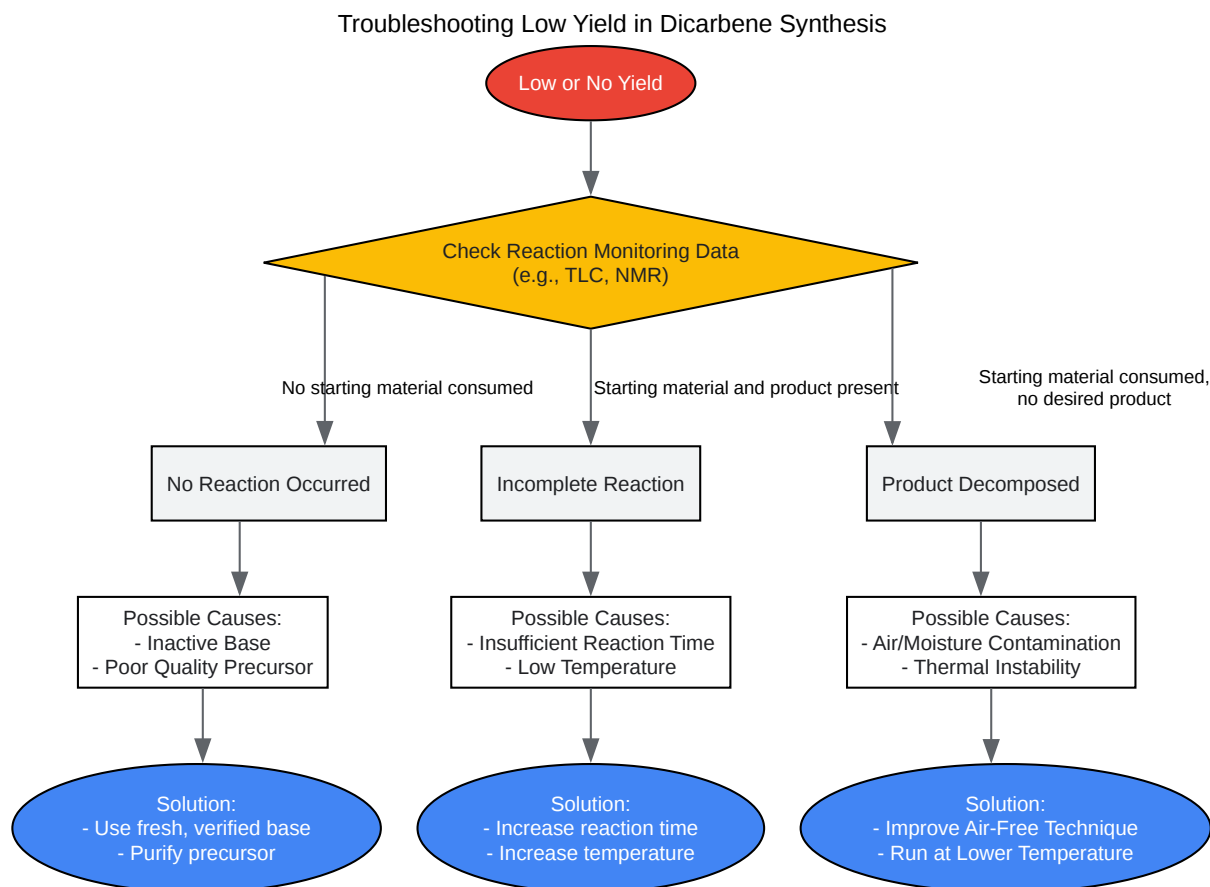 Troubleshooting Low Yield in Dicarbene Synthesis
Low or No Yield
Check Reaction Monitoring Data
(e.g., TLC, NMR)
No starting material consumed
Starting material and product present
Starting material consumed,
no desired product
No Reaction Occurred
Incomplete Reaction
Product Decomposed
Possible Causes:
- Inactive Base
- Poor Quality Precursor
Possible Causes:
- Insufficient Reaction Time
- Low Temperature
Possible Causes:
- Air/Moisture Contamination
- Thermal Instability
Solution:
- Use fresh, verified base
- Purify precursor
Solution:
- Increase reaction time
- Increase temperature
Solution:
- Improve Air-Free Technique
- Run at Lower Temperature